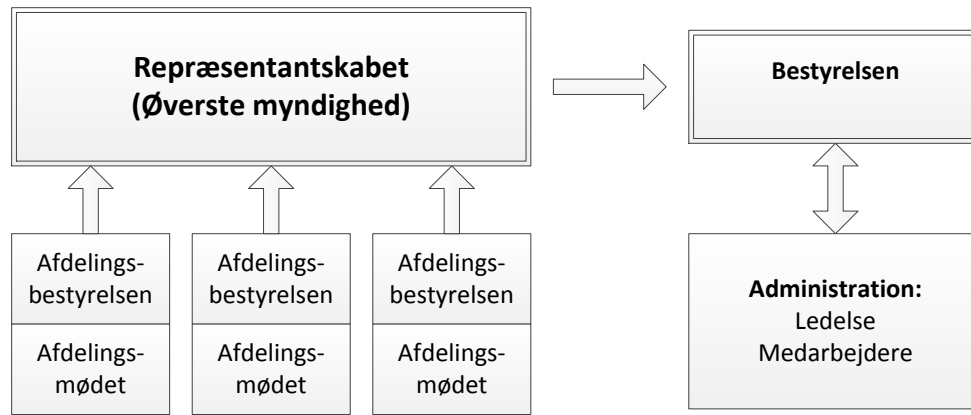 Repræsentantskabet
(Øverste myndighed)
Bestyrelsen
Afdelings-
bestyrelsen
Afdelings-
mødet
Afdelings-
bestyrelsen
Afdelings-
mødet
Afdelings-
bestyrelsen
Afdelings-
mødet
Administration:
Ledelse
Medarbejdere